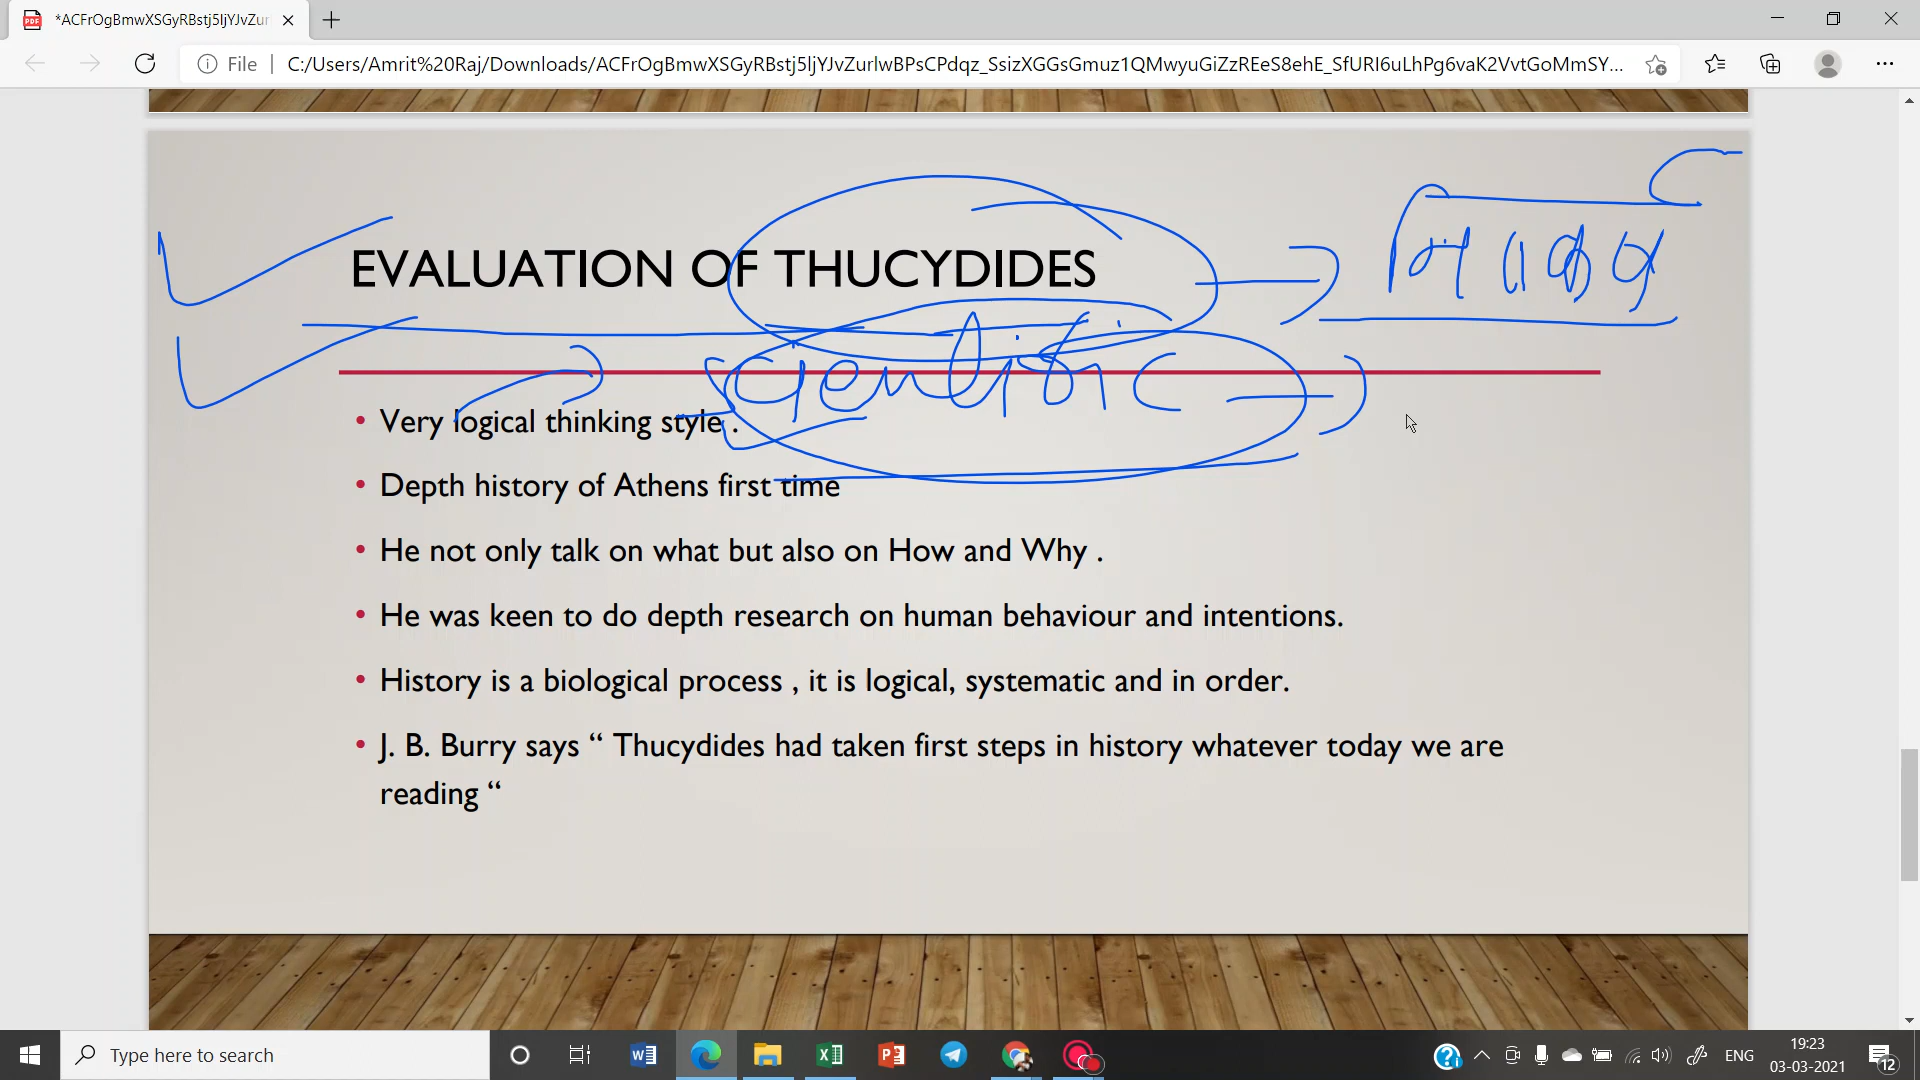 *ACFrOgBmwXSGyRBstj5ljYJvZur
File
C:/Users/Amrit%20Raj/Downloads/ACFrOgBmwXSGyRBstj5ljYJvZurlwBPsCPdqz_SsizXGGsGmuz1QMwyuGiZzREeS8ehE_SfURl6uLhPg6vaK2VvtGoMmSY...
EVALUATION OF THUCYDIDES
scientific
• Very logical thinking style .
• Depth history of Athens first time
• He not only talk on what but also on How and Why .
• He was keen to do depth research on human behaviour and intentions.
• History is a biological process , it is logical, systematic and in order.
• J. B. Burry says “ Thucydides had taken first steps in history whatever today we are
reading “
Type here to search
ENG
19:23
03-03-2021
12